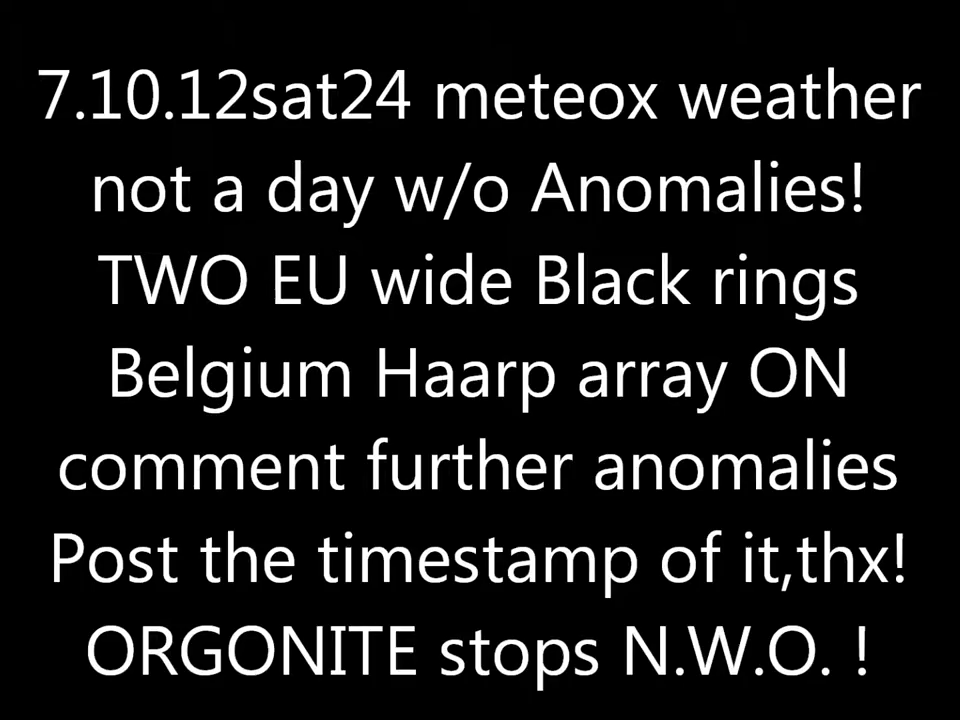 7.10.12sat24 meteox weather
not a day w/o Anomalies!
TWO EU wide Black rings
Belgium Haarp array ON
comment further anomalies
Post the timestamp of it,thx!
ORGONITE stops N.W.O. !